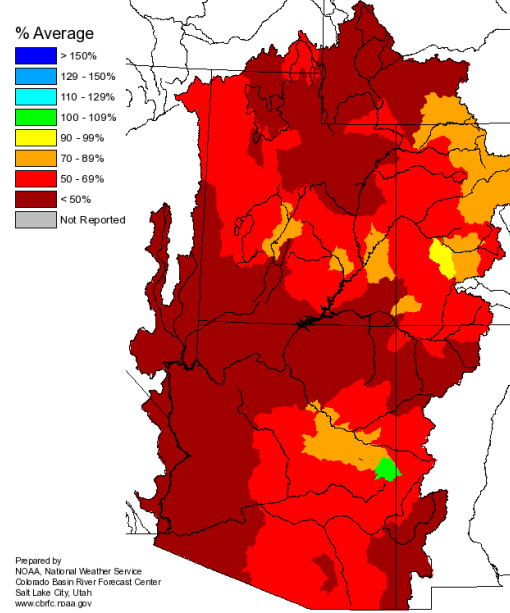 % Average
> 150%
129 - 150%
110 - 129%
100 - 109%
90 - 99%
70 - 89%
50 - 69%
< 50%
Not Reported
Prepared by
NOAA, National Weather Service
Colorado Basin River Forecast Center
Salt Lake City, Utah
www.cbrfc.noaa.gov